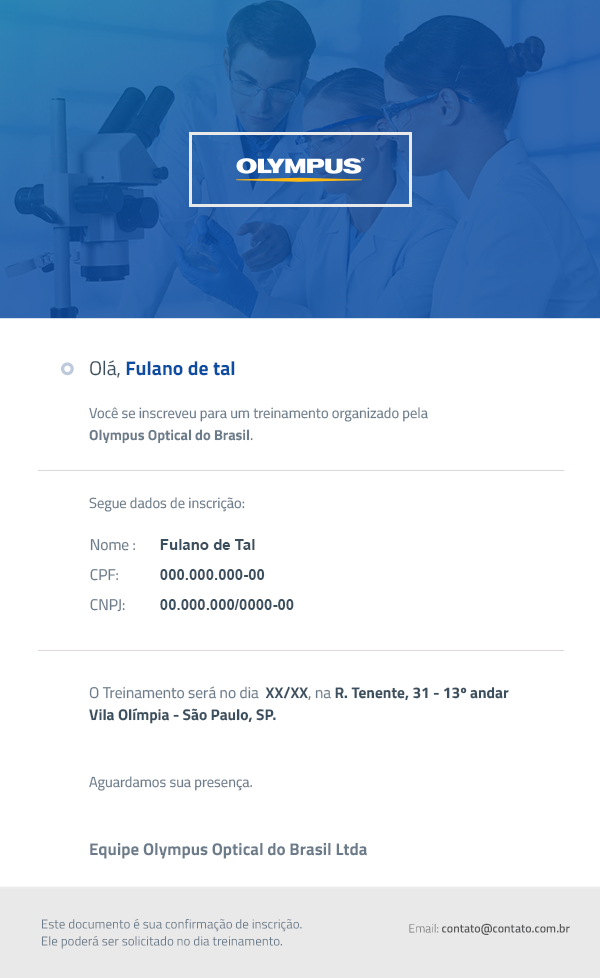 OLYMPUS®
Olá, Fulano de tal
Você se inscreveu para um treinamento organizado pela
Olympus Optical do Brasil.
Segue dados de inscrição:
Nome : Fulano de Tal
CPF: 000.000.000-00
CNPJ: 00.000.000/0000-00
O Treinamento será no dia XX/XX, na R. Tenente, 31 - 13º andar
Vila Olímpia - São Paulo, SP.
Aguardamos sua presença.
Equipe Olympus Optical do Brasil Ltda
Este documento é sua confirmação de inscrição.
Ele poderá ser solicitado no dia treinamento.
Email: contato@contato.com.br